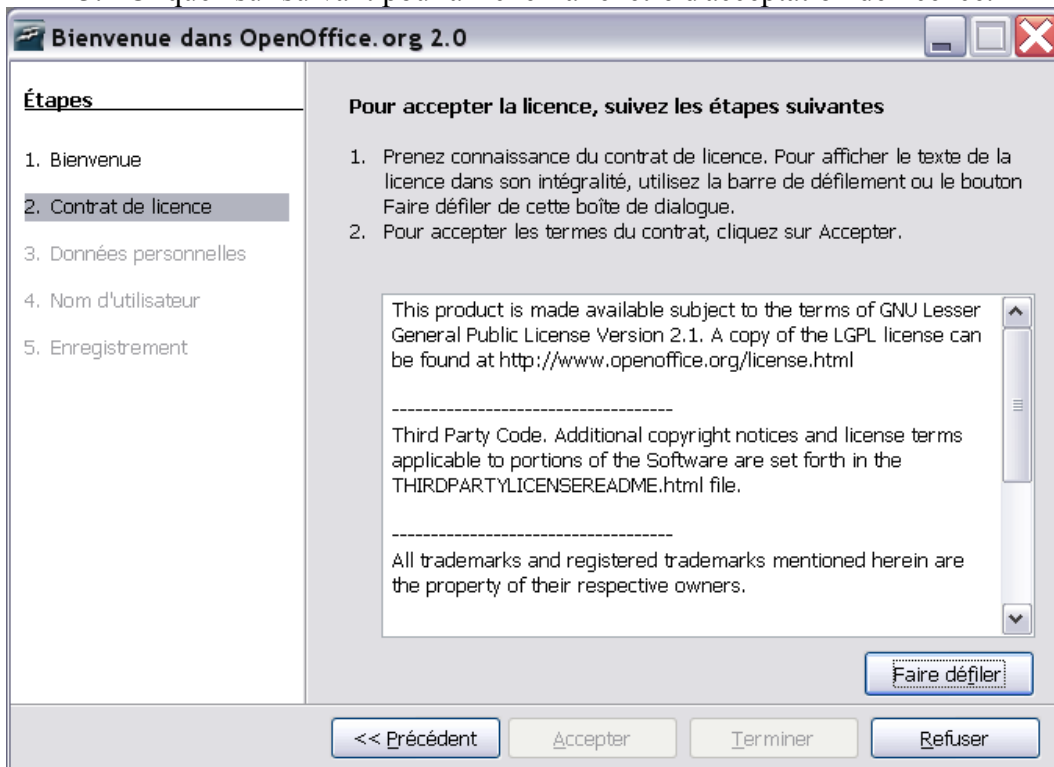 Bienvenue dans OpenOffice.org 2.0
Étapes
1. Bienvenue
2. Contrat de licence
3. Données personnelles
4. Nom d'utilisateur
5. Enregistrement
Pour accepter la licence, suivez les étapes suivantes
1. Prenez connaissance du contrat de licence. Pour afficher le texte de la
licence dans son intégralité, utilisez la barre de défilement ou le bouton
Faire défiler de cette boîte de dialogue.
2. Pour accepter les termes du contrat, cliquez sur Accepter.
This product is made available subject to the terms of GNU Lesser
General Public License Version 2.1. A copy of the LGPL license can
be found at http://www.openoffice.org/license.html
-----------------------------------
Third Party Code. Additional copyright notices and license terms
applicable to portions of the Software are set forth in the
THIRDPARTYLICENSEREADME.html file.
-----------------------------------
All trademarks and registered trademarks mentioned herein are
the property of their respective owners.
Faire défiler
<< Précédent
Accepter
Terminer
Refuser